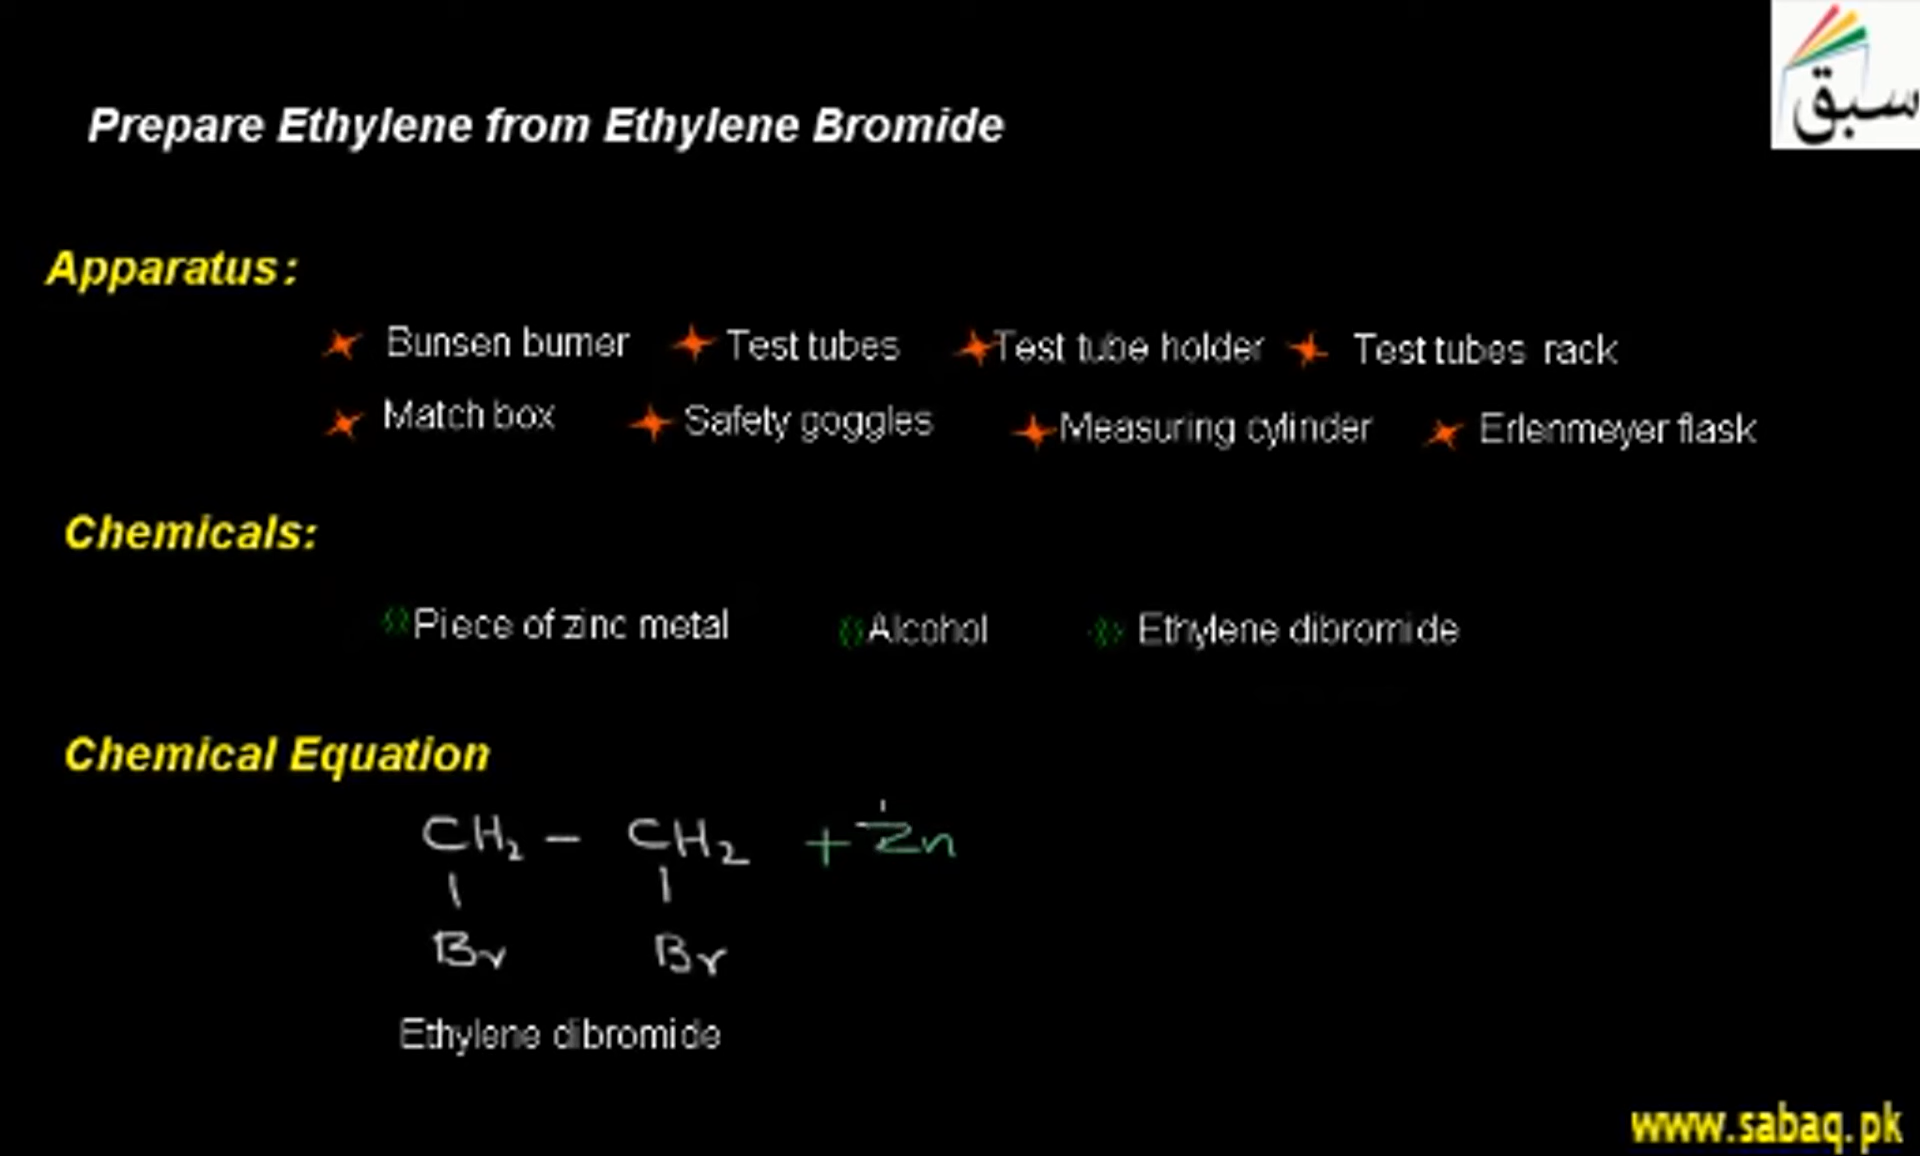 سبق
Prepare Ethylene from Ethylene Bromide
Apparatus:
Bunsen burner Test tubes Test tube holder Test tubes rack
Match box Safety goggles Measuring cylinder Erlenmeyer flask
Chemicals:
Piece of zinc metal Alcohol Ethylene dibromide
Chemical Equation
CH₂ – CH₂ + Zn
| |
Br Br
Ethylene dibromide
www.sabaq.pk